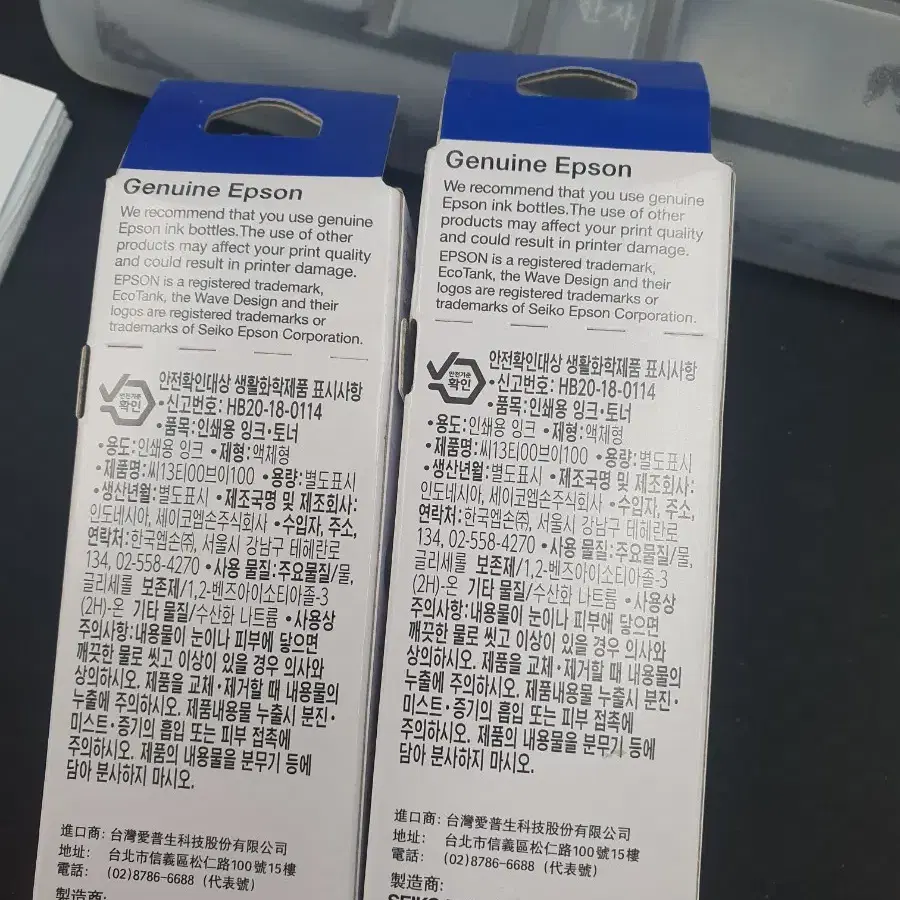 Genuine Epson
We recommend that you use genuine
Epson ink bottles.The use of other
products may affect your print quality
and could result in printer damage.
EPSON is a registered trademark,
EcoTank, the Wave Design and their
logos are registered trademarks or
trademarks of Seiko Epson Corporation.
안전기준
확인
안전확인대상 생활화학제품 표시사항
•신고번호: HB20-18-0114
•품목: 인쇄용 잉크·토너
•용도: 인쇄용 잉크 •제형: 액체형
•제품명: 씨13티00브이100 •용량: 별도표시
•생산년월: 별도표시 •제조국명 및 제조회사:
인도네시아, 세이코엡손주식회사 •수입자, 주소,
연락처: 한국엡손㈜, 서울시 강남구 테헤란로
134, 02-558-4270 •사용 물질: 주요물질/물,
글리세롤 보존제/1,2-벤즈아이소티아졸-3
(2H)-온 기타 물질/수산화 나트륨 •사용상
주의사항: 내용물이 눈이나 피부에 닿으면
깨끗한 물로 씻고 이상이 있을 경우 의사와
상의하시오. 제품을 교체·제거할 때 내용물의
누출에 주의하시오. 제품내용물 누출시 분진·
미스트·증기의 흡입 또는 피부 접촉에
주의하시오. 제품의 내용물을 분무기 등에
담아 분사하지 마시오.
進口商: 台灣愛普生科技股份有限公司
地址: 台北市信義區松仁路100號15樓
電話: (02)8786-6688 (代表號)
製造商:
Genuine Epson
We recommend that you use genuine
Epson ink bottles.The use of other
products may affect your print quality
and could result in printer damage.
EPSON is a registered trademark,
EcoTank, the Wave Design and their
logos are registered trademarks or
trademarks of Seiko Epson Corporation.
안전기준
확인
안전확인대상 생활화학제품 표시사항
•신고번호: HB20-18-0114
•품목: 인쇄용 잉크·토너
•용도: 인쇄용 잉크 •제형: 액체형
•제품명: 씨13티00브이100 •용량: 별도표시
•생산년월: 별도표시 •제조국명 및 제조회사:
인도네시아, 세이코엡손주식회사 •수입자, 주소,
연락처: 한국엡손㈜, 서울시 강남구 테헤란로
134, 02-558-4270 •사용 물질: 주요물질/물,
글리세롤 보존제/1,2-벤즈아이소티아졸-3
(2H)-온 기타 물질/수산화 나트륨 •사용상
주의사항: 내용물이 눈이나 피부에 닿으면
깨끗한 물로 씻고 이상이 있을 경우 의사와
상의하시오. 제품을 교체·제거할 때 내용물의
누출에 주의하시오. 제품내용물 누출시 분진·
미스트·증기의 흡입 또는 피부 접촉에
주의하시오. 제품의 내용물을 분무기 등에
담아 분사하지 마시오.
進口商: 台灣愛普生科技股份有限公司
地址: 台北市信義區松仁路100號15樓
電話: (02)8786-6688 (代表號)
製造商: